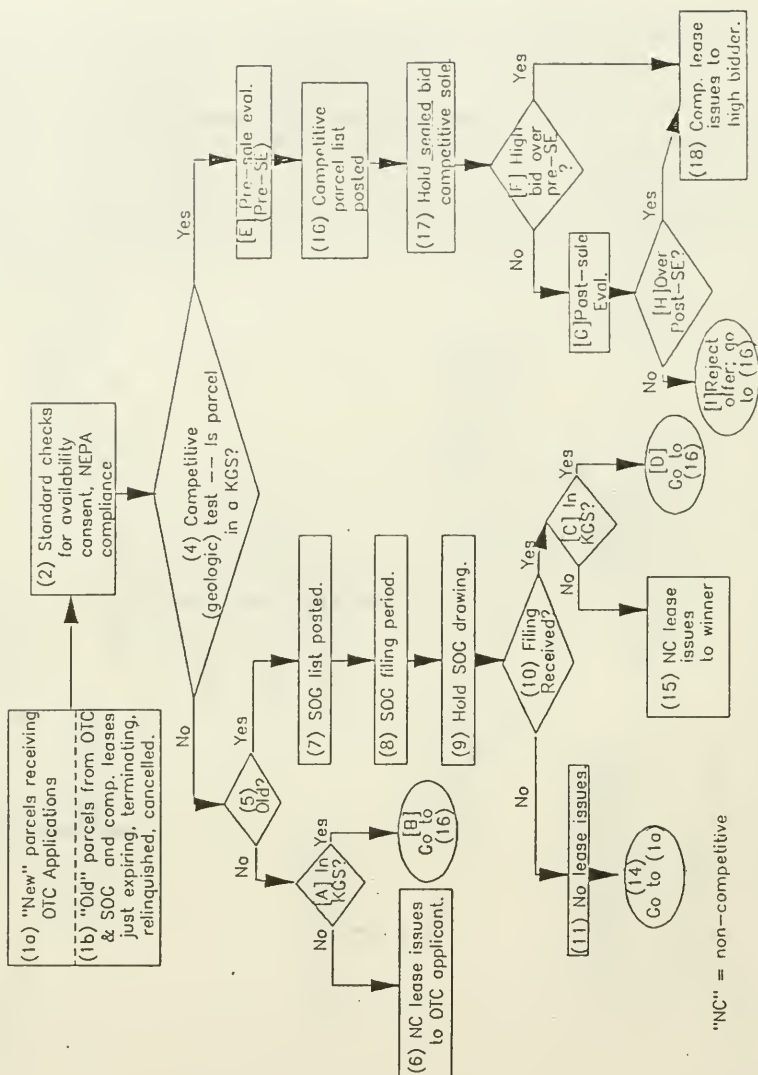 (1a) "New" parcels receiving
OTC Applications
(1b) "Old" parcels from OTC
& SOG and comp. leases
just expiring, terminating,
relinquished, cancelled.
(2) Standard checks
for availability
consent, NEPA
compliance
(4) Competitive
(geologic) test -- Is parcel
in a KGS?
No
Yes
(5)
Old?
No
Yes
[A] In
KGS?
No
Yes
(6) NC lease issues
to OTC applicant.
[B]
Go to
(16)
(7) SOG list posted.
(8) SOG filing period.
(9) Hold SOG drawing.
(10) Filing
Received?
No
Yes
(11) No lease issues.
(14)
Go to (1a)
[C] In
KGS?
No
Yes
(15) NC lease
issues
to winner
[D]
Go to
(16)
[E] Pre-sale eval.
(Pre-SE)
(16) Competitive
parcel list
posted
(17) Hold sealed bid
competitive sale.
[F] High
bid over
pre-SE
?
No
Yes
[G]Post-sale
Eval.
[H]Over
Post-SE?
No
Yes
[I]Reject
offer; go
to (16)
(18) Comp. lease
issues to
high bidder.
"NC" = non-competitive